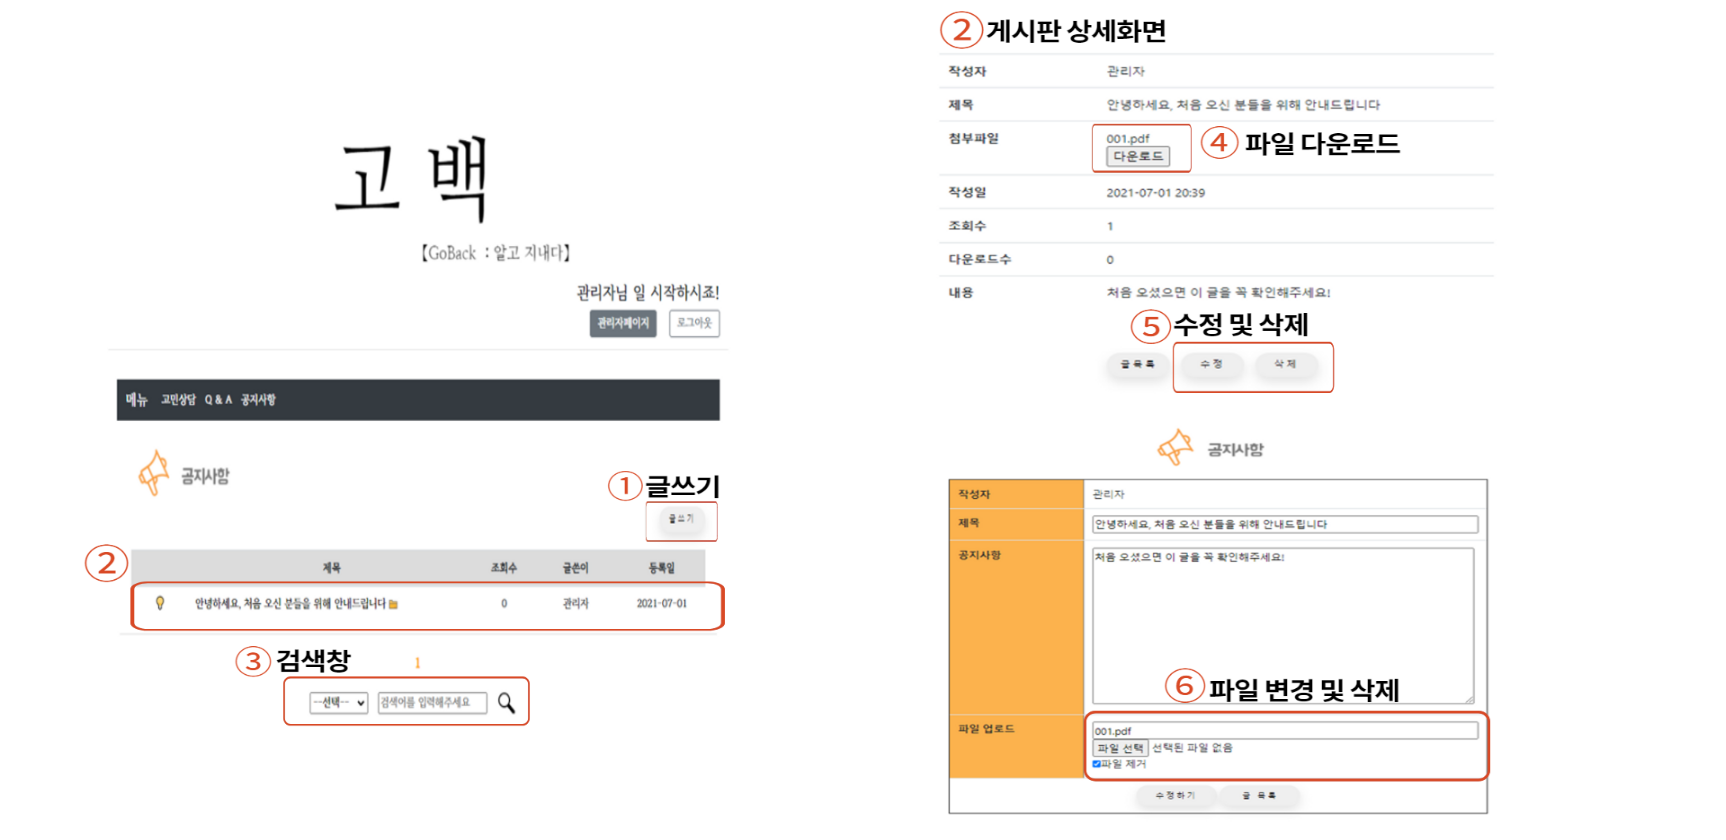 고백
【GoBack : 알고 지내다】
관리자님 일 시작하시죠!
관리자페이지 로그아웃
메뉴 고민상담 Q & A 공지사항
공지사항
① 글쓰기
글쓰기
②
제목 조회수 글쓴이 등록일
안녕하세요, 처음 오신 분들을 위해 안내드립니다 0 관리자 2021-07-01
③ 검색창 1
--선택-- 검색어를 입력해주세요
② 게시판 상세화면
작성자 관리자
제목 안녕하세요, 처음 오신 분들을 위해 안내드립니다
첨부파일 001.pdf
다운로드
④ 파일 다운로드
작성일 2021-07-01 20:39
조회수 1
다운로드수 0
내용 처음 오셨으면 이 글을 꼭 확인해주세요!
⑤ 수정 및 삭제
글목록 수정 삭제
공지사항
작성자 관리자
제목 안녕하세요, 처음 오신 분들을 위해 안내드립니다
공지사항 처음 오셨으면 이 글을 꼭 확인해주세요!
⑥ 파일 변경 및 삭제
파일 업로드 001.pdf
파일 선택 선택된 파일 없음
파일 제거
수정하기 글 목록